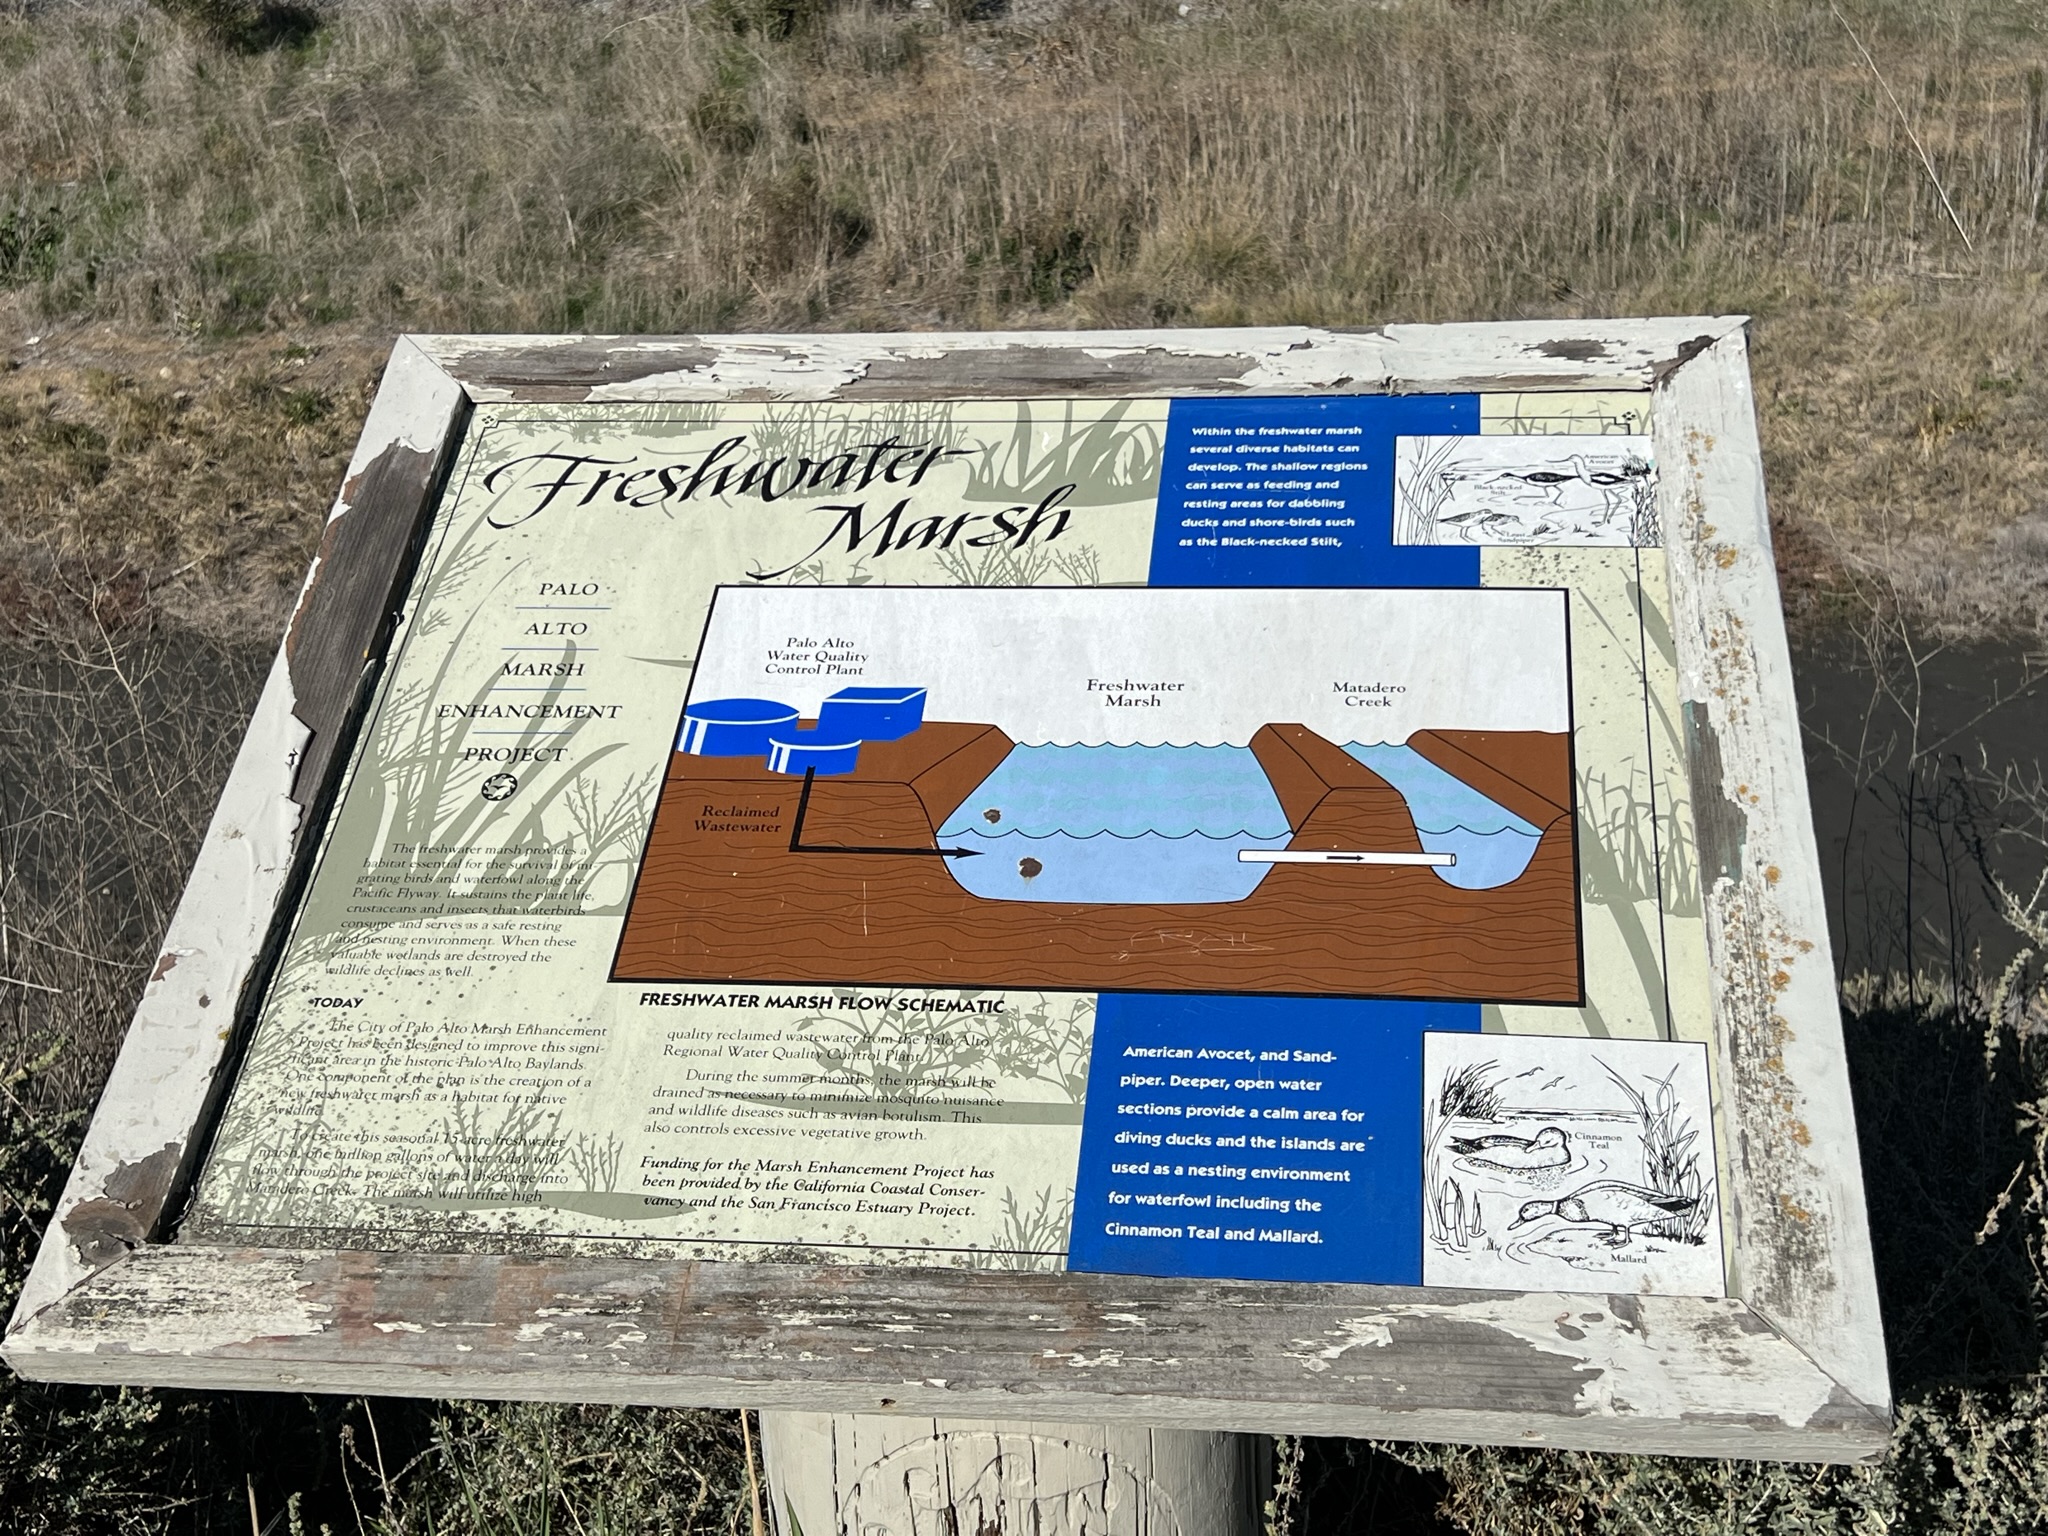 Freshwater
Marsh
PALO
ALTO
MARSH
ENHANCEMENT
PROJECT
The freshwater marsh provides a
habitat essential for the survival of mi-
grating birds and waterfowl along the
Pacific Flyway. It sustains the plant life,
crustaceans and insects that waterbirds
consume and serves as a safe resting
and nesting environment. When these
valuable wetlands are destroyed the
wildlife declines as well.
TODAY
The City of Palo Alto Marsh Enhancement
Project has been designed to improve this signi-
ficant area in the historic Palo Alto Baylands.
One component of the plan is the creation of a
new freshwater marsh as a habitat for native
wildlife.
To create this seasonal 15-acre freshwater
marsh, one million gallons of water a day will
flow through the project site and discharge into
Matadero Creek. The marsh will utilize high
Palo Alto
Water Quality
Control Plant
Reclaimed
Wastewater
Freshwater
Marsh
Matadero
Creek
FRESHWATER MARSH FLOW SCHEMATIC
quality reclaimed wastewater from the Palo Alto
Regional Water Quality Control Plant.
During the summer months, the marsh will be
drained as necessary to minimize mosquito nuisance
and wildlife diseases such as avian botulism. This
also controls excessive vegetative growth.
Funding for the Marsh Enhancement Project has
been provided by the California Coastal Conser-
vancy and the San Francisco Estuary Project.
Within the freshwater marsh
several diverse habitats can
develop. The shallow regions
can serve as feeding and
resting areas for dabbling
ducks and shore-birds such
as the Black-necked Stilt,
American
Avocet
Black-necked
Stilt
Least
Sandpiper
American Avocet, and Sand-
piper. Deeper, open water
sections provide a calm area for
diving ducks and the islands are
used as a nesting environment
for waterfowl including the
Cinnamon Teal and Mallard.
Cinnamon
Teal
Mallard